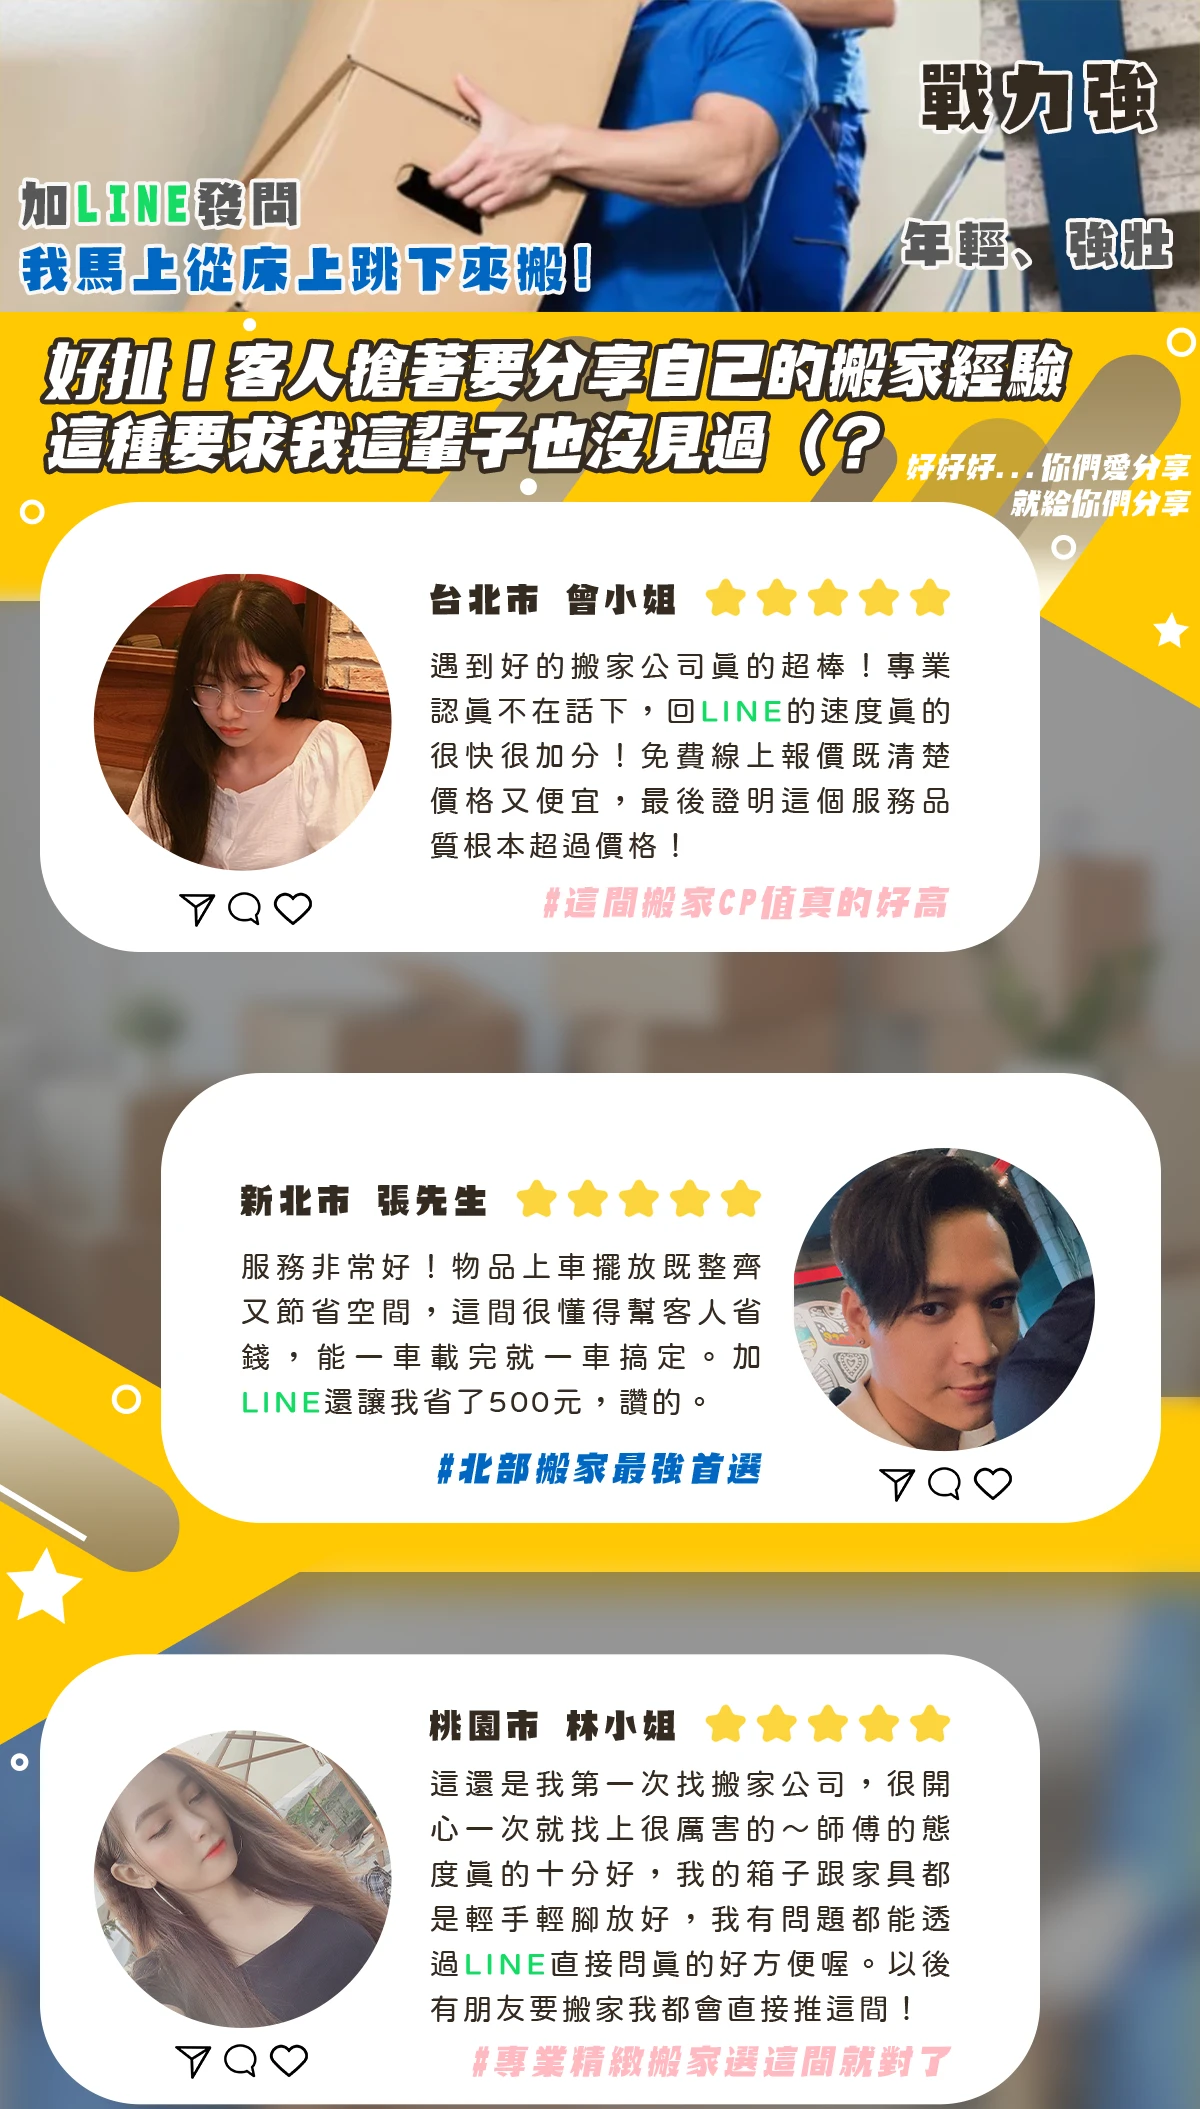 戰力強
加LINE發問
我馬上從床上跳下來搬!
年輕、強壯
好扯!客人搶著要分享自己的搬家經驗
這種要求我這輩子也沒見過（?
好好好...你們愛分享
就給你們分享
台北市 曾小姐
遇到好的搬家公司真的超棒！專業
認真不在話下，回LINE的速度真的
很快很加分！免費線上報價既清楚
價格又便宜，最後證明這個服務品
質根本超過價格！
#這間搬家CP值真的好高
新北市 張先生
服務非常好！物品上車擺放既整齊
又節省空間，這間很懂得幫客人省
錢，能一車載完就一車搞定。加
LINE還讓我省了500元，讚的。
#北部搬家最強首選
桃園市 林小姐
這還是我第一次找搬家公司，很開
心一次就找上很厲害的～師傅的態
度真的十分好，我的箱子跟家具都
是輕手輕腳放好，我有問題都能透
過LINE直接問真的好方便喔。以後
有朋友要搬家我都會直接推這間！
#專業精緻搬家選這間就對了